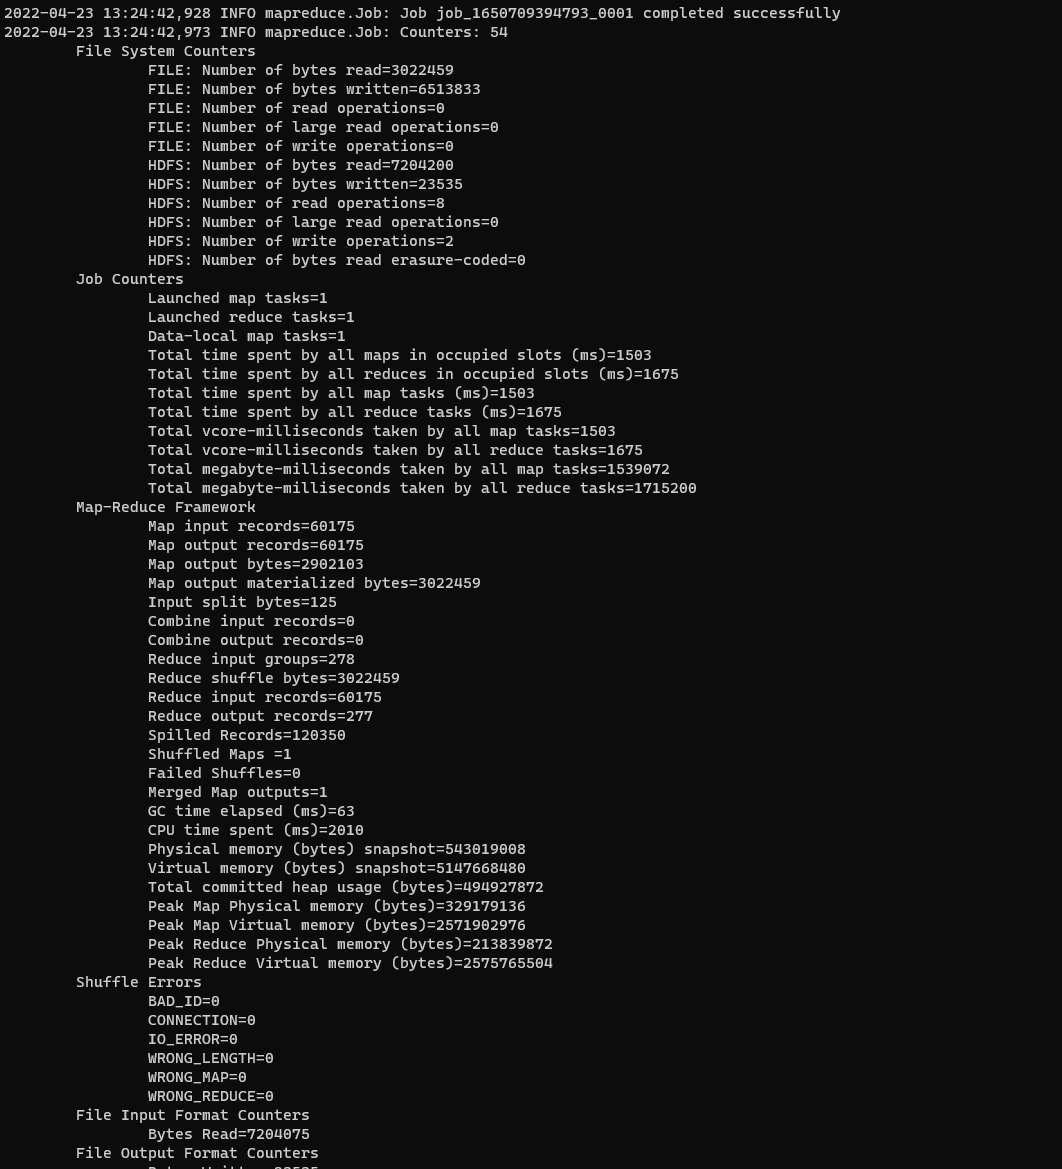 2022-04-23 13:24:42,928 INFO mapreduce.Job: Job job_1650709394793_0001 completed successfully
2022-04-23 13:24:42,973 INFO mapreduce.Job: Counters: 54
File System Counters
FILE: Number of bytes read=3022459
FILE: Number of bytes written=6513833
FILE: Number of read operations=0
FILE: Number of large read operations=0
FILE: Number of write operations=0
HDFS: Number of bytes read=7204200
HDFS: Number of bytes written=23535
HDFS: Number of read operations=8
HDFS: Number of large read operations=0
HDFS: Number of write operations=2
HDFS: Number of bytes read erasure-coded=0
Job Counters
Launched map tasks=1
Launched reduce tasks=1
Data-local map tasks=1
Total time spent by all maps in occupied slots (ms)=1503
Total time spent by all reduces in occupied slots (ms)=1675
Total time spent by all map tasks (ms)=1503
Total time spent by all reduce tasks (ms)=1675
Total vcore-milliseconds taken by all map tasks=1503
Total vcore-milliseconds taken by all reduce tasks=1675
Total megabyte-milliseconds taken by all map tasks=1539072
Total megabyte-milliseconds taken by all reduce tasks=1715200
Map-Reduce Framework
Map input records=60175
Map output records=60175
Map output bytes=2902103
Map output materialized bytes=3022459
Input split bytes=125
Combine input records=0
Combine output records=0
Reduce input groups=278
Reduce shuffle bytes=3022459
Reduce input records=60175
Reduce output records=277
Spilled Records=120350
Shuffled Maps =1
Failed Shuffles=0
Merged Map outputs=1
GC time elapsed (ms)=63
CPU time spent (ms)=2010
Physical memory (bytes) snapshot=543019008
Virtual memory (bytes) snapshot=5147668480
Total committed heap usage (bytes)=494927872
Peak Map Physical memory (bytes)=329179136
Peak Map Virtual memory (bytes)=2571902976
Peak Reduce Physical memory (bytes)=213839872
Peak Reduce Virtual memory (bytes)=2575765504
Shuffle Errors
BAD_ID=0
CONNECTION=0
IO_ERROR=0
WRONG_LENGTH=0
WRONG_MAP=0
WRONG_REDUCE=0
File Input Format Counters
Bytes Read=7204075
File Output Format Counters